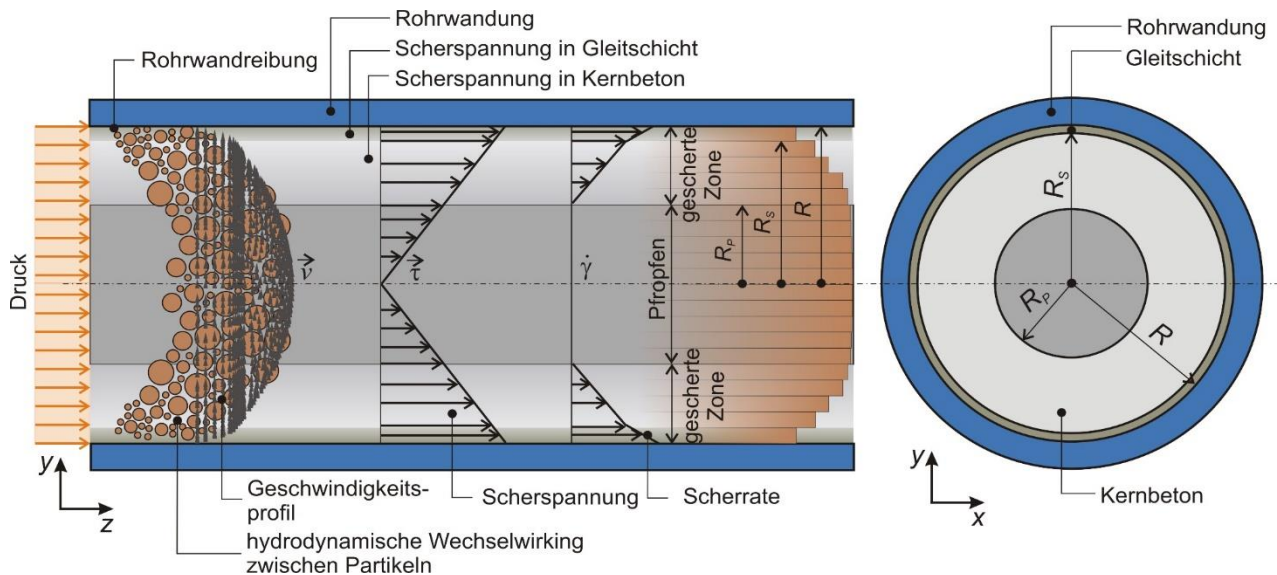 Rohrwandung
Scherspannung in Gleitschicht
Rohrwandreibung
Scherspannung in Kernbeton
Druck
v
τ
γ̇
gescherte
Zone
Pfropfen
gescherte
Zone
R_P
R_S
R
y
z
Geschwindigkeits-
profil
hydrodynamische Wechselwirking
zwischen Partikeln
Scherspannung
Scherrate
Rohrwandung
Gleitschicht
R_S
R_P
R
Kernbeton
y
x